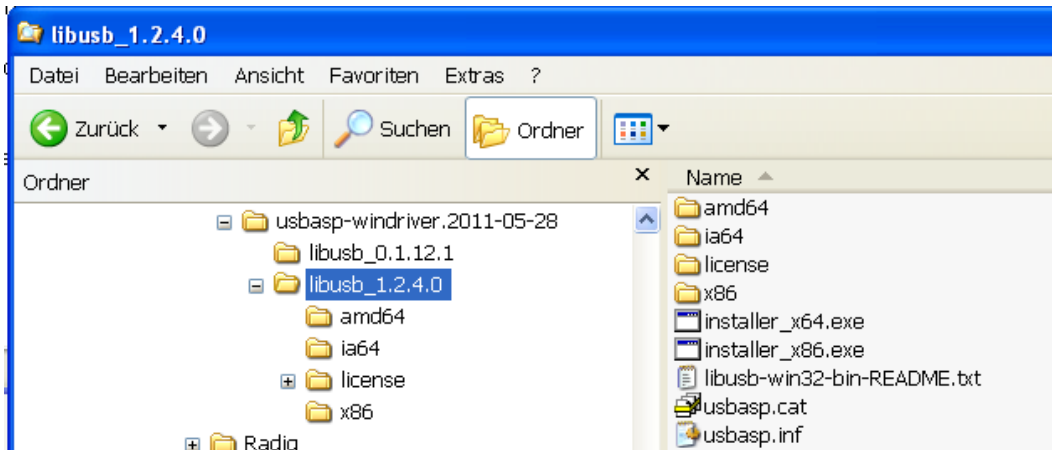 libusb_1.2.4.0
Datei Bearbeiten Ansicht Favoriten Extras ?
Zurück Suchen Ordner
Ordner
usbasp-windriver.2011-05-28
libusb_0.1.12.1
libusb_1.2.4.0
amd64
ia64
license
x86
Radig
Name
amd64
ia64
license
x86
installer_x64.exe
installer_x86.exe
libusb-win32-bin-README.txt
usbasp.cat
usbasp.inf